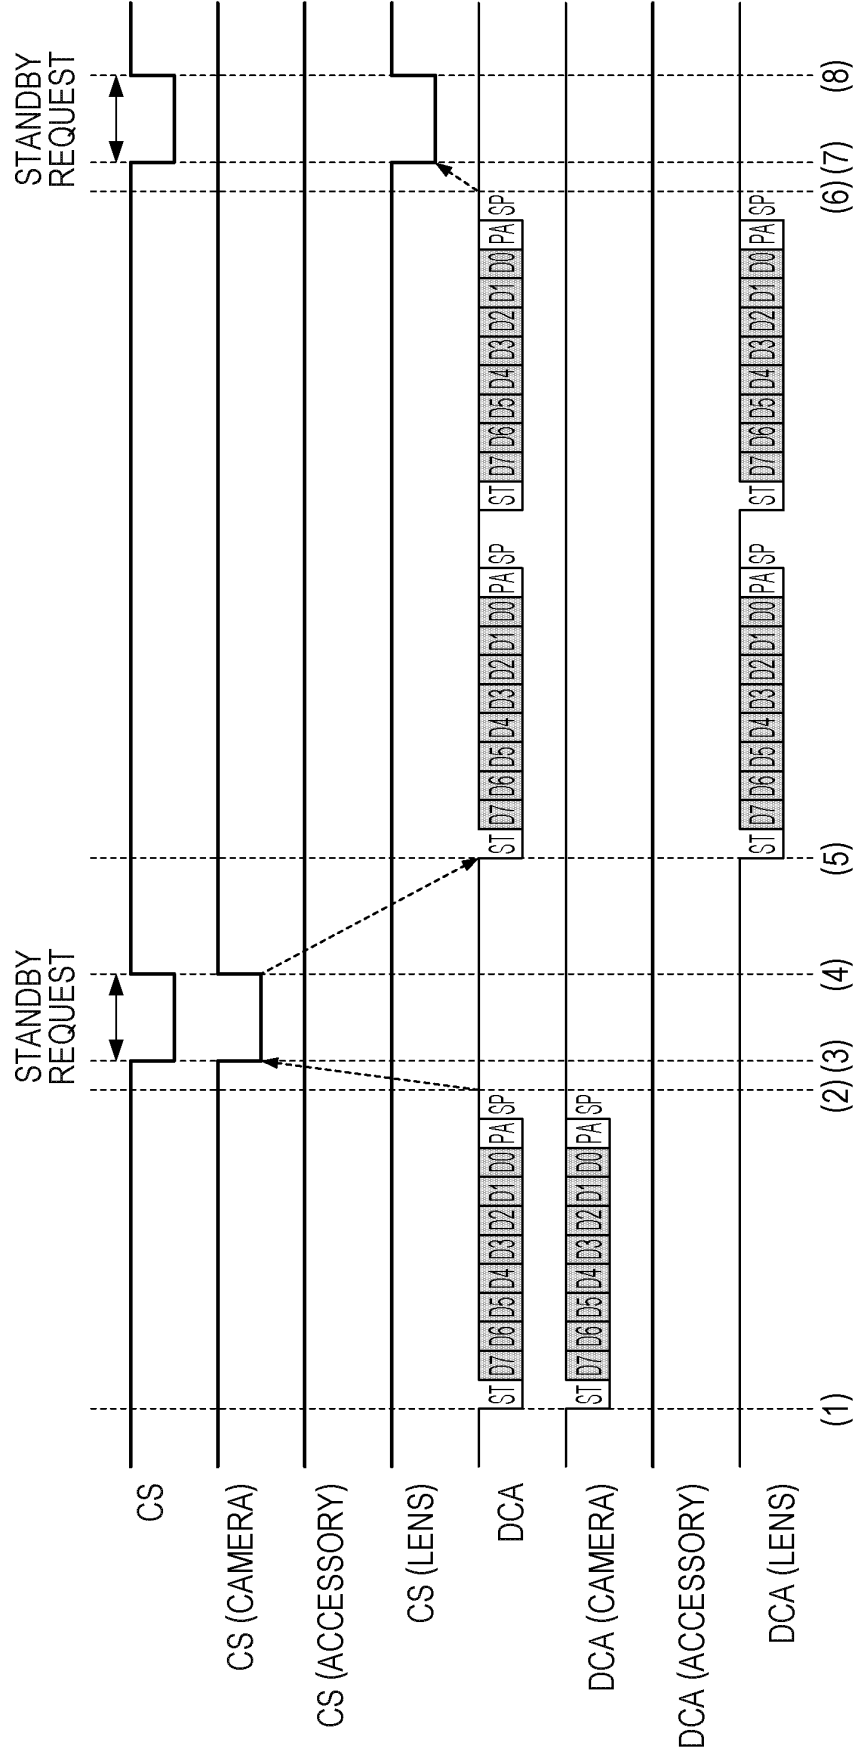 STANDBY
REQUEST
STANDBY
REQUEST
CS
CS (CAMERA)
CS (ACCESSORY)
CS (LENS)
DCA
ST D7 D6 D5 D4 D3 D2 D1 D0 PA SP
ST D7 D6 D5 D4 D3 D2 D1 D0 PA SP
ST D7 D6 D5 D4 D3 D2 D1 D0 PA SP
DCA (CAMERA)
ST D7 D6 D5 D4 D3 D2 D1 D0 PA SP
DCA (ACCESSORY)
DCA (LENS)
ST D7 D6 D5 D4 D3 D2 D1 D0 PA SP
ST D7 D6 D5 D4 D3 D2 D1 D0 PA SP
(1) (2) (3) (4) (5) (6) (7) (8)